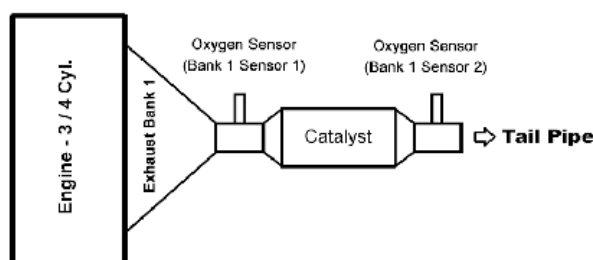 Engine - 3 / 4 Cyl.
Exhaust Bank 1
Oxygen Sensor
(Bank 1 Sensor 1)
Catalyst
Oxygen Sensor
(Bank 1 Sensor 2)
Tail Pipe